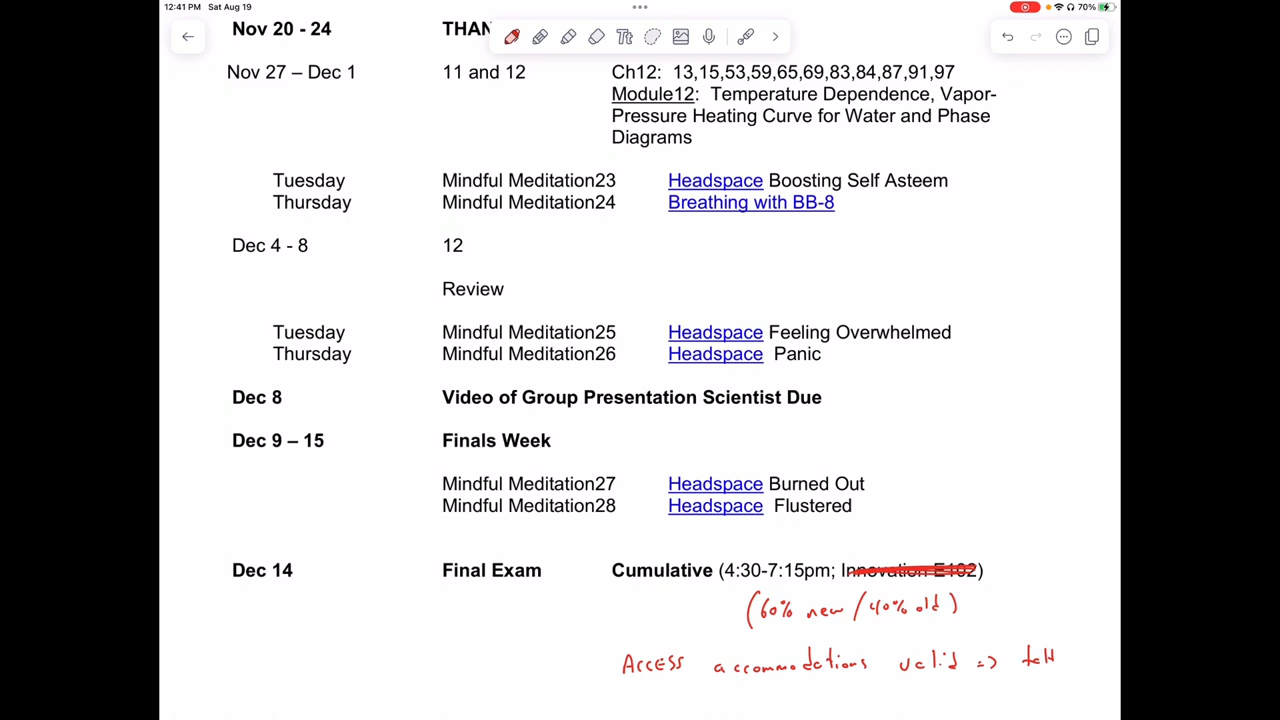 12:41 PM Sat Aug 19 70%
Nov 20 - 24 THAN
Nov 27 – Dec 1 11 and 12 Ch12: 13,15,53,59,65,69,83,84,87,91,97
Module12: Temperature Dependence, Vapor-
Pressure Heating Curve for Water and Phase
Diagrams
Tuesday Mindful Meditation23 Headspace Boosting Self Asteem
Thursday Mindful Meditation24 Breathing with BB-8
Dec 4 - 8 12
Review
Tuesday Mindful Meditation25 Headspace Feeling Overwhelmed
Thursday Mindful Meditation26 Headspace Panic
Dec 8 Video of Group Presentation Scientist Due
Dec 9 – 15 Finals Week
Mindful Meditation27 Headspace Burned Out
Mindful Meditation28 Headspace Flustered
Dec 14 Final Exam Cumulative (4:30-7:15pm; Innovation E102)
(60% new / 40% old)
ACCESS accommodations valid =>